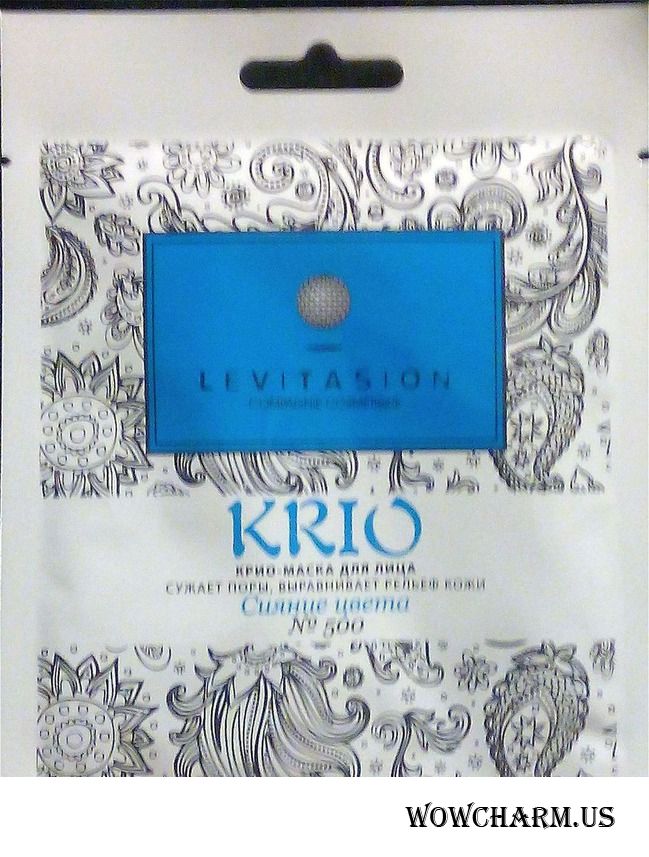 LEVITASION
KRIO
КРИО-МАСКА ДЛЯ ЛИЦА
СУЖАЕТ ПОРЫ, ВЫРАВНИВАЕТ РЕЛЬЕФ КОЖИ
Сияние цвета
№ 500
WOWCHARM.US